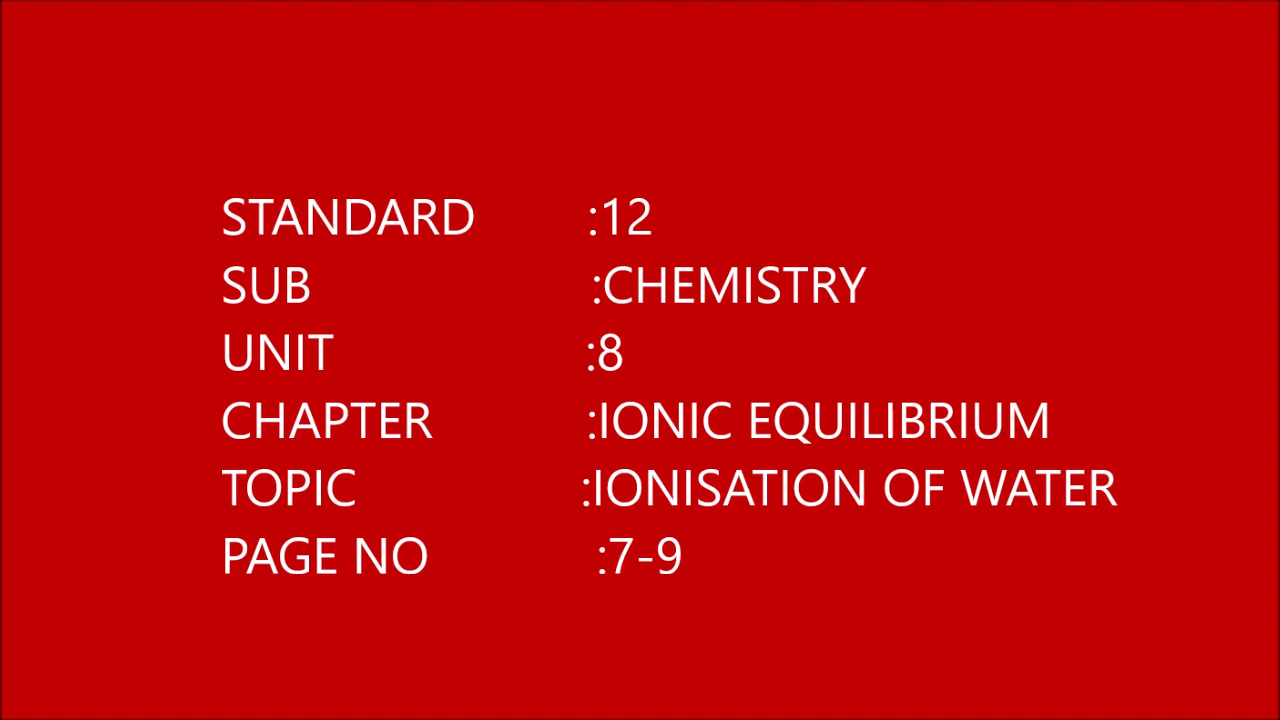 STANDARD :12
SUB :CHEMISTRY
UNIT :8
CHAPTER :IONIC EQUILIBRIUM
TOPIC :IONISATION OF WATER
PAGE NO :7-9